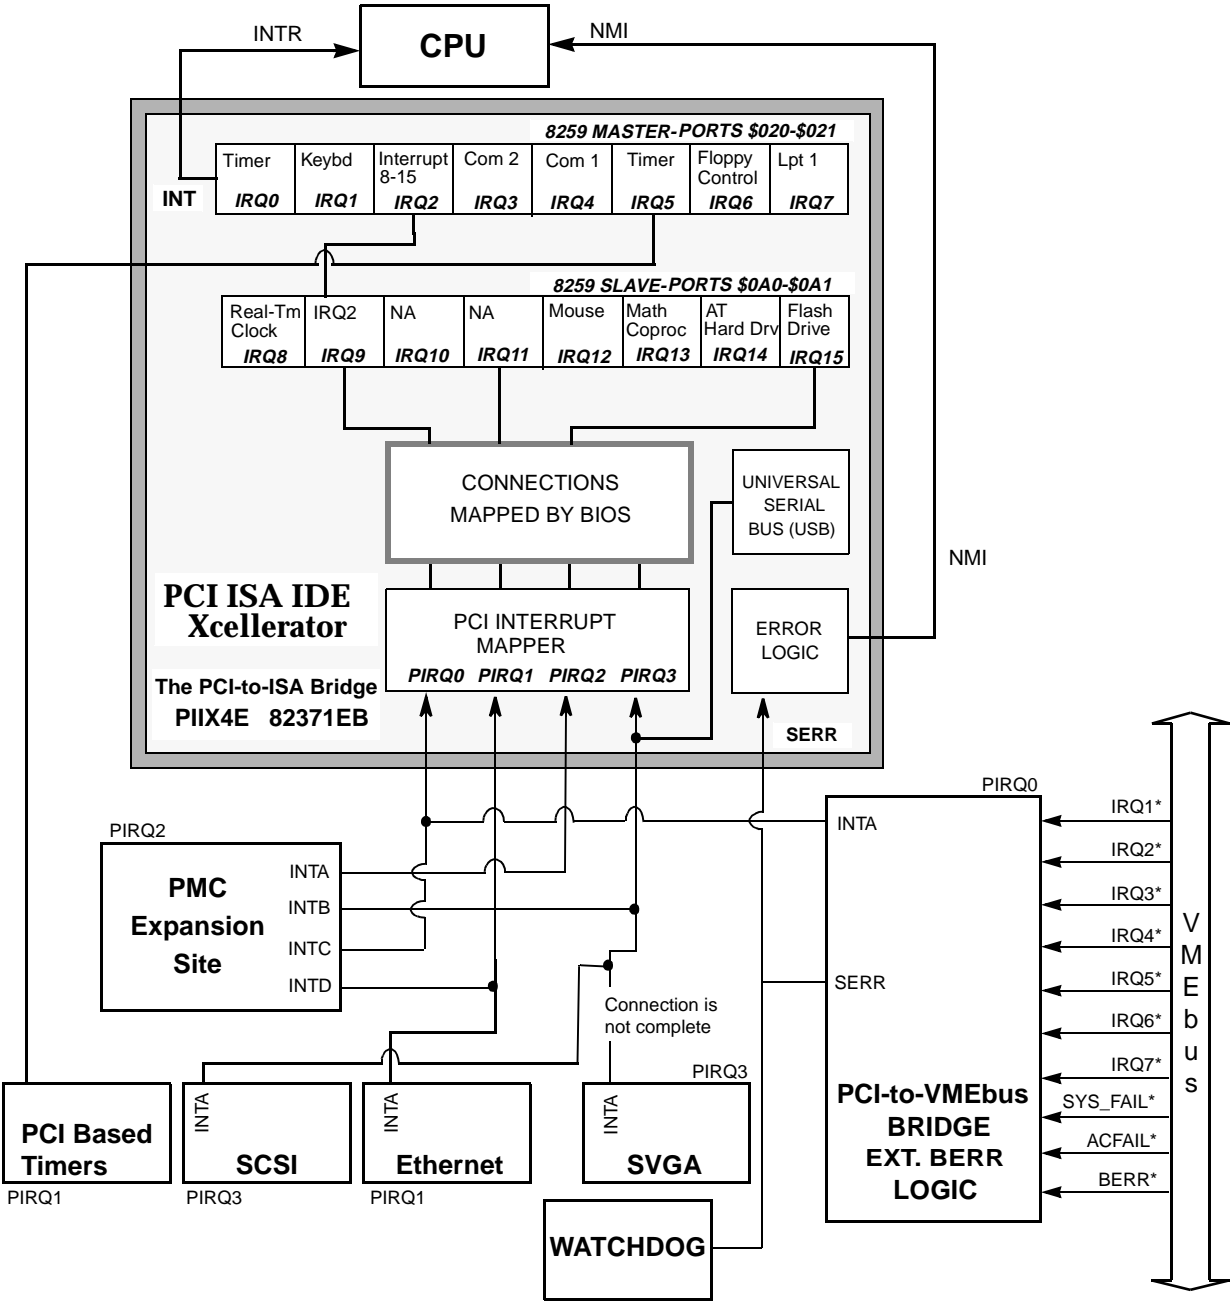 INTR
CPU
NMI
8259 MASTER-PORTS $020-$021
Timer
IRQ0
Keybd
IRQ1
Interrupt
8-15
IRQ2
Com 2
IRQ3
Com 1
IRQ4
Timer
IRQ5
Floppy
Control
IRQ6
Lpt 1
IRQ7
INT
8259 SLAVE-PORTS $0A0-$0A1
Real-Tm
Clock
IRQ8
IRQ2
IRQ9
NA
IRQ10
NA
IRQ11
Mouse
IRQ12
Math
Coproc
IRQ13
AT
Hard Drv
IRQ14
Flash
Drive
IRQ15
CONNECTIONS
MAPPED BY BIOS
UNIVERSAL
SERIAL
BUS (USB)
NMI
PCI ISA IDE
Xcellerator
PCI INTERRUPT
MAPPER
PIRQ0 PIRQ1 PIRQ2 PIRQ3
ERROR
LOGIC
The PCI-to-ISA Bridge
PIIX4E 82371EB
SERR
PIRQ0
INTA
SERR
PCI-to-VMEbus
BRIDGE
EXT. BERR
LOGIC
IRQ1*
IRQ2*
IRQ3*
IRQ4*
IRQ5*
IRQ6*
IRQ7*
SYS_FAIL*
ACFAIL*
BERR*
VMEbus
PIRQ2
PMC
Expansion
Site
INTA
INTB
INTC
INTD
Connection is
not complete
PCI Based
Timers
PIRQ1
INTA
SCSI
PIRQ3
INTA
Ethernet
PIRQ1
PIRQ3
INTA
SVGA
WATCHDOG